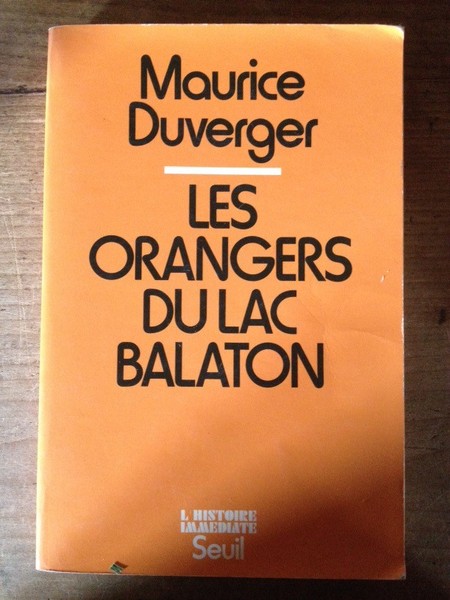 Maurice
Duverger
LES
ORANGERS
DU LAC
BALATON
L'HISTOIRE
IMMEDIATE
Seuil